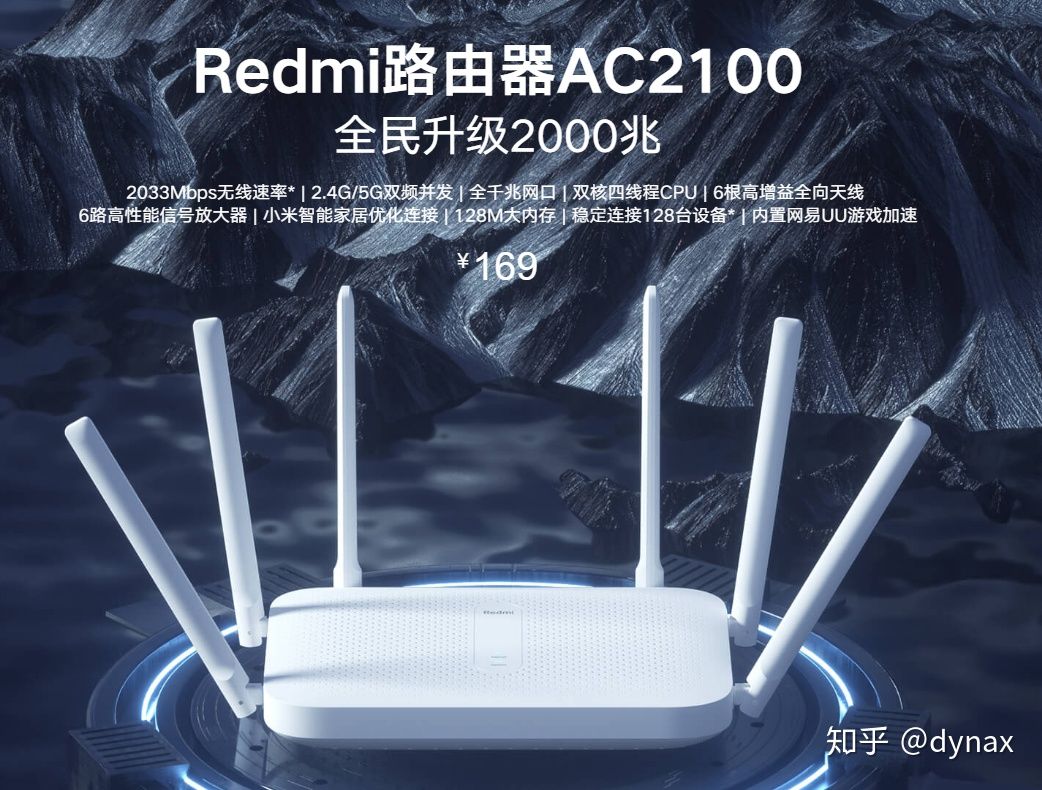 Redmi路由器AC2100
全民升级2000兆
2033Mbps无线速率* | 2.4G/5G双频并发 | 全千兆网口 | 双核四线程CPU | 6根高增益全向天线
6路高性能信号放大器 | 小米智能家居优化连接 | 128M大内存 | 稳定连接128台设备* | 内置网易UU游戏加速
¥169
Redmi
知乎 @dynax